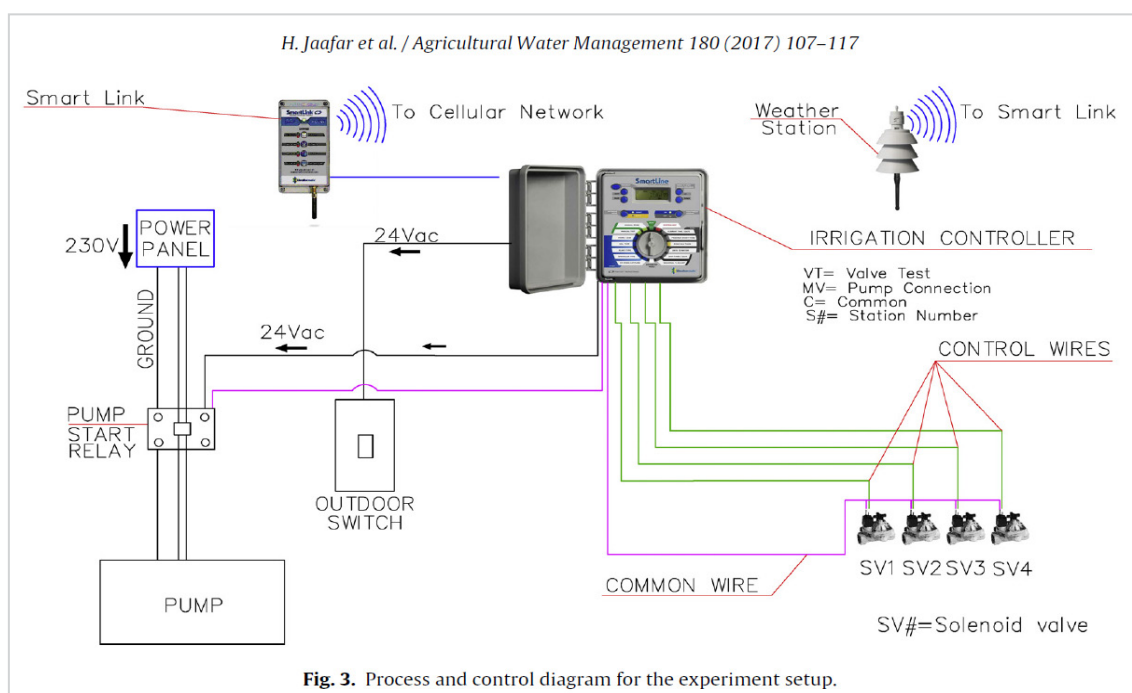 H. Jaafar et al. / Agricultural Water Management 180 (2017) 107–117
Smart Link
SmartLink
To Cellular Network
Weather
Station
To Smart Link
SmartLine
POWER
PANEL
230V
24Vac
IRRIGATION CONTROLLER
VT= Valve Test
MV= Pump Connection
C= Common
S#= Station Number
GROUND
24Vac
CONTROL WIRES
PUMP
START
RELAY
OUTDOOR
SWITCH
SV1 SV2 SV3 SV4
COMMON WIRE
PUMP
SV#=Solenoid valve
Fig. 3. Process and control diagram for the experiment setup.